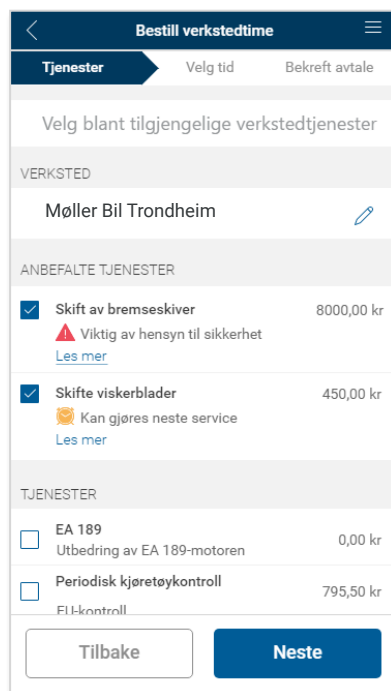 Bestill verkstedtime
Tjenester Velg tid Bekreft avtale
Velg blant tilgjengelige verkstedtjenester
VERKSTED
Møller Bil Trondheim
ANBEFALTE TJENESTER
Skift av bremseskiver 8000,00 kr
Viktig av hensyn til sikkerhet
Les mer
Skifte viskerblader 450,00 kr
Kan gjøres neste service
Les mer
TJENESTER
EA 189 0,00 kr
Utbedring av EA 189-motoren
Periodisk kjøretøykontroll 795,50 kr
EU-kontroll
Tilbake Neste